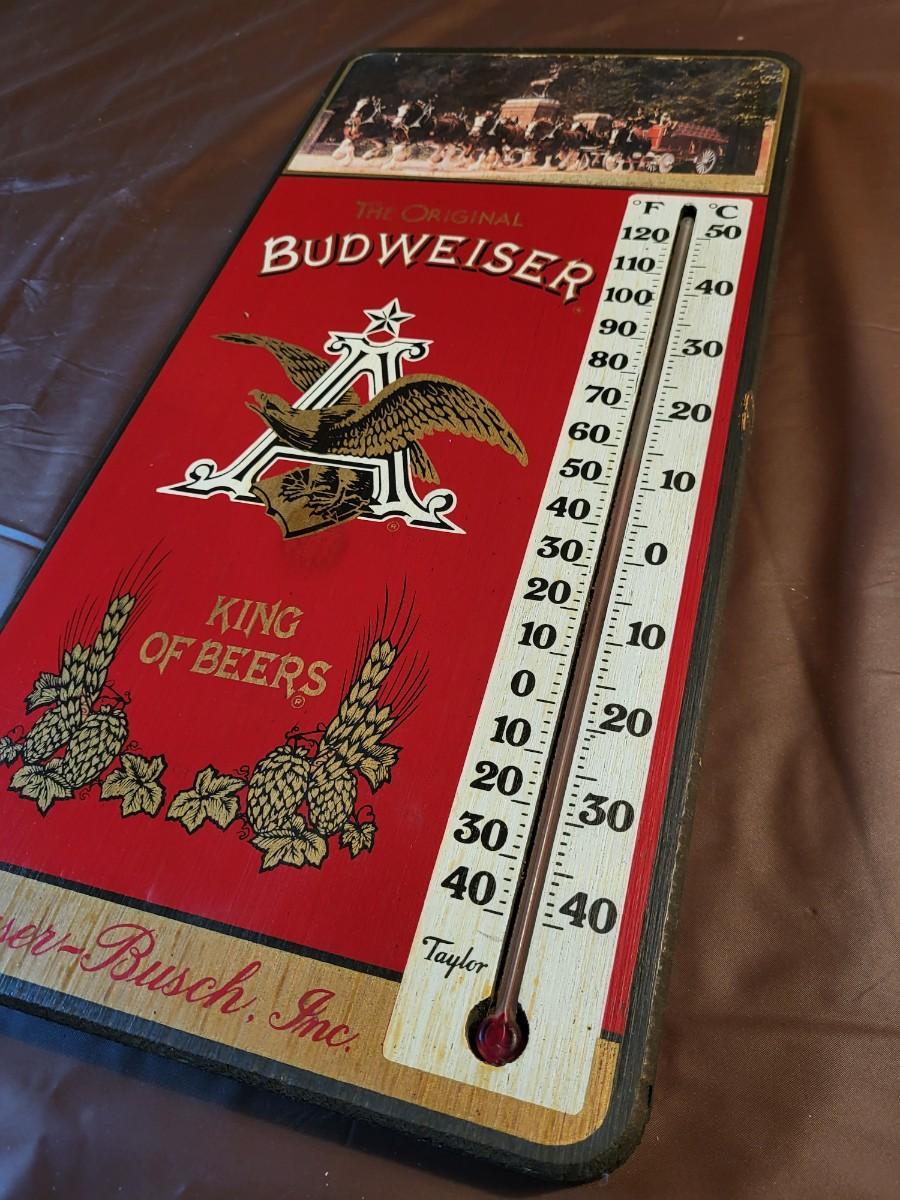 THE ORIGINAL
BUDWEISER
A
®
KING
OF BEERS
®
ser-Busch, Inc.
°F °C
120 50
110
100 40
90
80 30
70
60 20
50
40 10
30 0
20
10 10
0
10 20
20
30 30
40 40
Taylor